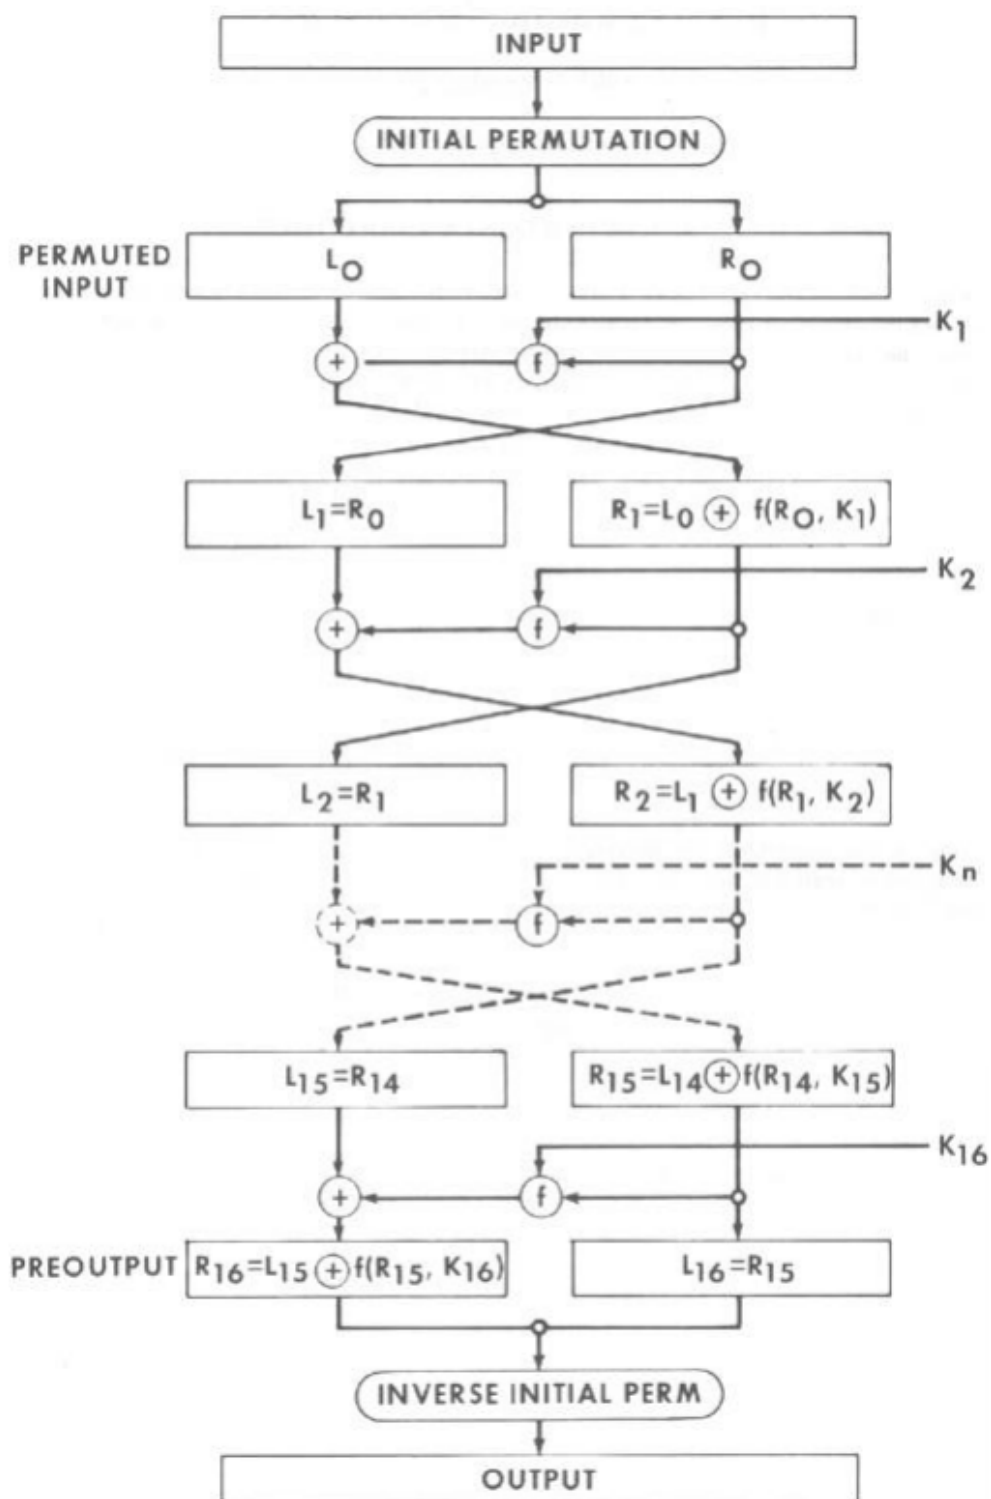 INPUT
INITIAL PERMUTATION
PERMUTED
INPUT
L₀
R₀
K₁
+
f
L₁=R₀
R₁=L₀ ⊕ f(R₀, K₁)
K₂
+
f
L₂=R₁
R₂=L₁ ⊕ f(R₁, K₂)
Kₙ
+
f
L₁₅=R₁₄
R₁₅=L₁₄ ⊕ f(R₁₄, K₁₅)
K₁₆
+
f
PREOUTPUT
R₁₆=L₁₅ ⊕ f(R₁₅, K₁₆)
L₁₆=R₁₅
INVERSE INITIAL PERM
OUTPUT